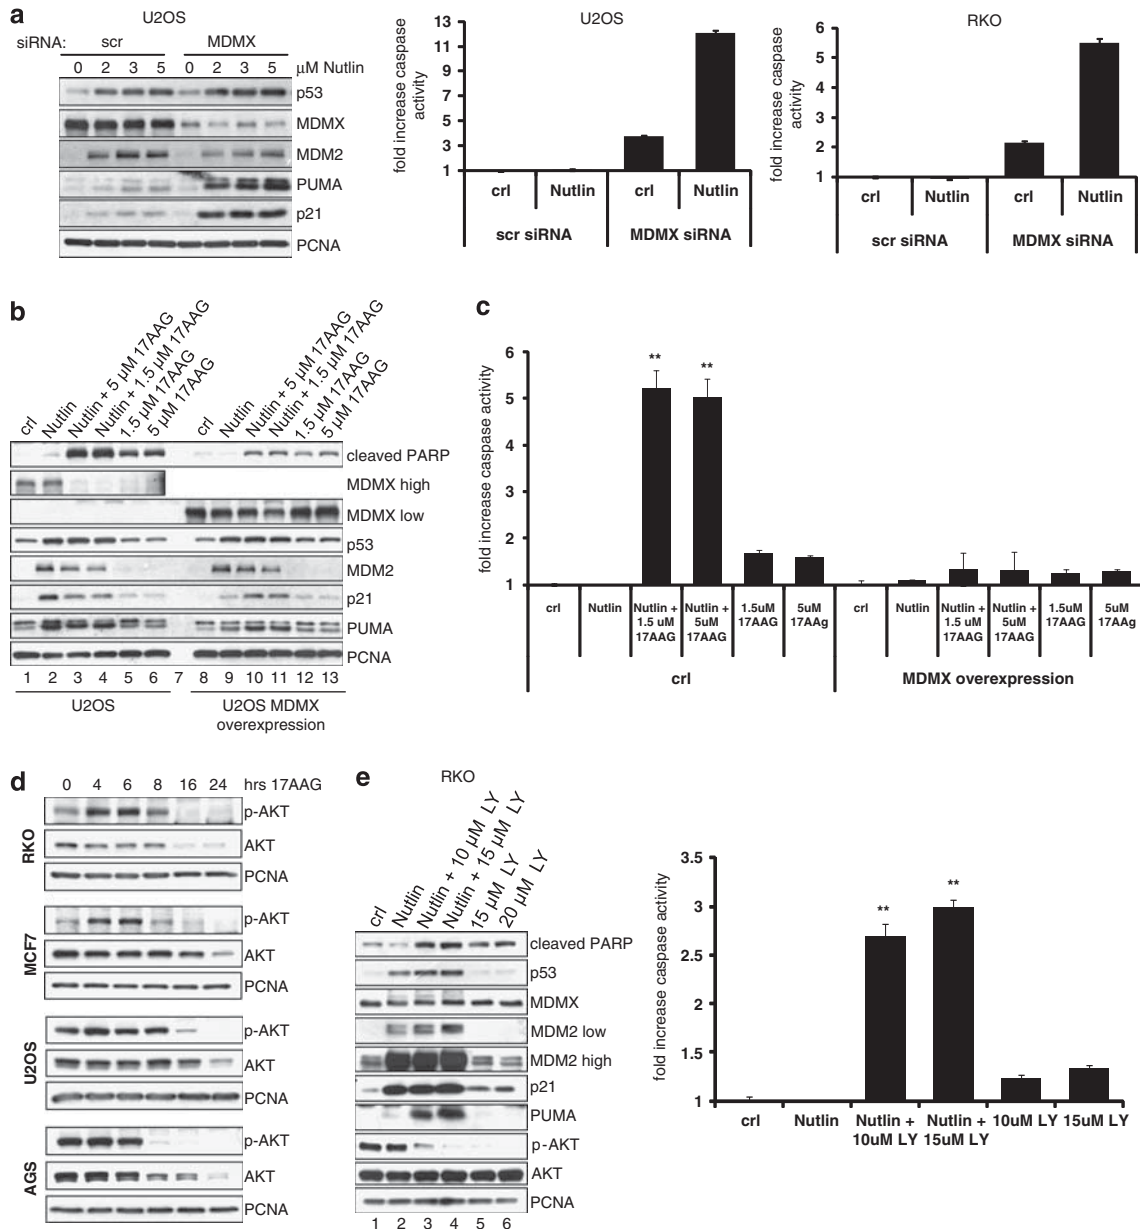 a
U2OS
siRNA: scr MDMX
0 2 3 5 0 2 3 5 μM Nutlin
p53
MDMX
MDM2
PUMA
p21
PCNA
U2OS
fold increase caspase
activity
13
11
9
7
5
3
1
crl Nutlin crl Nutlin
scr siRNA MDMX siRNA
RKO
fold increase caspase
activity
6
5
4
3
2
1
crl Nutlin crl Nutlin
scr siRNA MDMX siRNA
b
crl
Nutlin
Nutlin + 5 μM 17AAG
Nutlin + 1.5 μM 17AAG
1.5 μM 17AAG
5 μM 17AAG
crl
Nutlin
Nutlin + 5 μM 17AAG
Nutlin + 1.5 μM 17AAG
1.5 μM 17AAG
5 μM 17AAG
cleaved PARP
MDMX high
MDMX low
p53
MDM2
p21
PUMA
PCNA
1 2 3 4 5 6 7 8 9 10 11 12 13
U2OS
U2OS MDMX
overexpression
c
fold increase caspase activity
6
5
4
3
2
1
** **
crl Nutlin Nutlin + 1.5 uM 17AAG Nutlin + 5uM 17AAG 1.5uM 17AAG 5uM 17AAg crl Nutlin Nutlin + 1.5 uM 17AAG Nutlin + 5uM 17AAG 1.5uM 17AAG 5uM 17AAg
crl MDMX overexpression
d
0 4 6 8 16 24 hrs 17AAG
RKO
p-AKT
AKT
PCNA
MCF7
p-AKT
AKT
PCNA
U2OS
p-AKT
AKT
PCNA
AGS
p-AKT
AKT
PCNA
e
RKO
crl
Nutlin
Nutlin + 10 μM LY
Nutlin + 15 μM LY
15 μM LY
20 μM LY
cleaved PARP
p53
MDMX
MDM2 low
MDM2 high
p21
PUMA
p-AKT
AKT
PCNA
1 2 3 4 5 6
fold increase caspase activity
3.5
3
2.5
2
1.5
1
** **
crl Nutlin Nutlin + 10uM LY Nutlin + 15uM LY 10uM LY 15uM LY